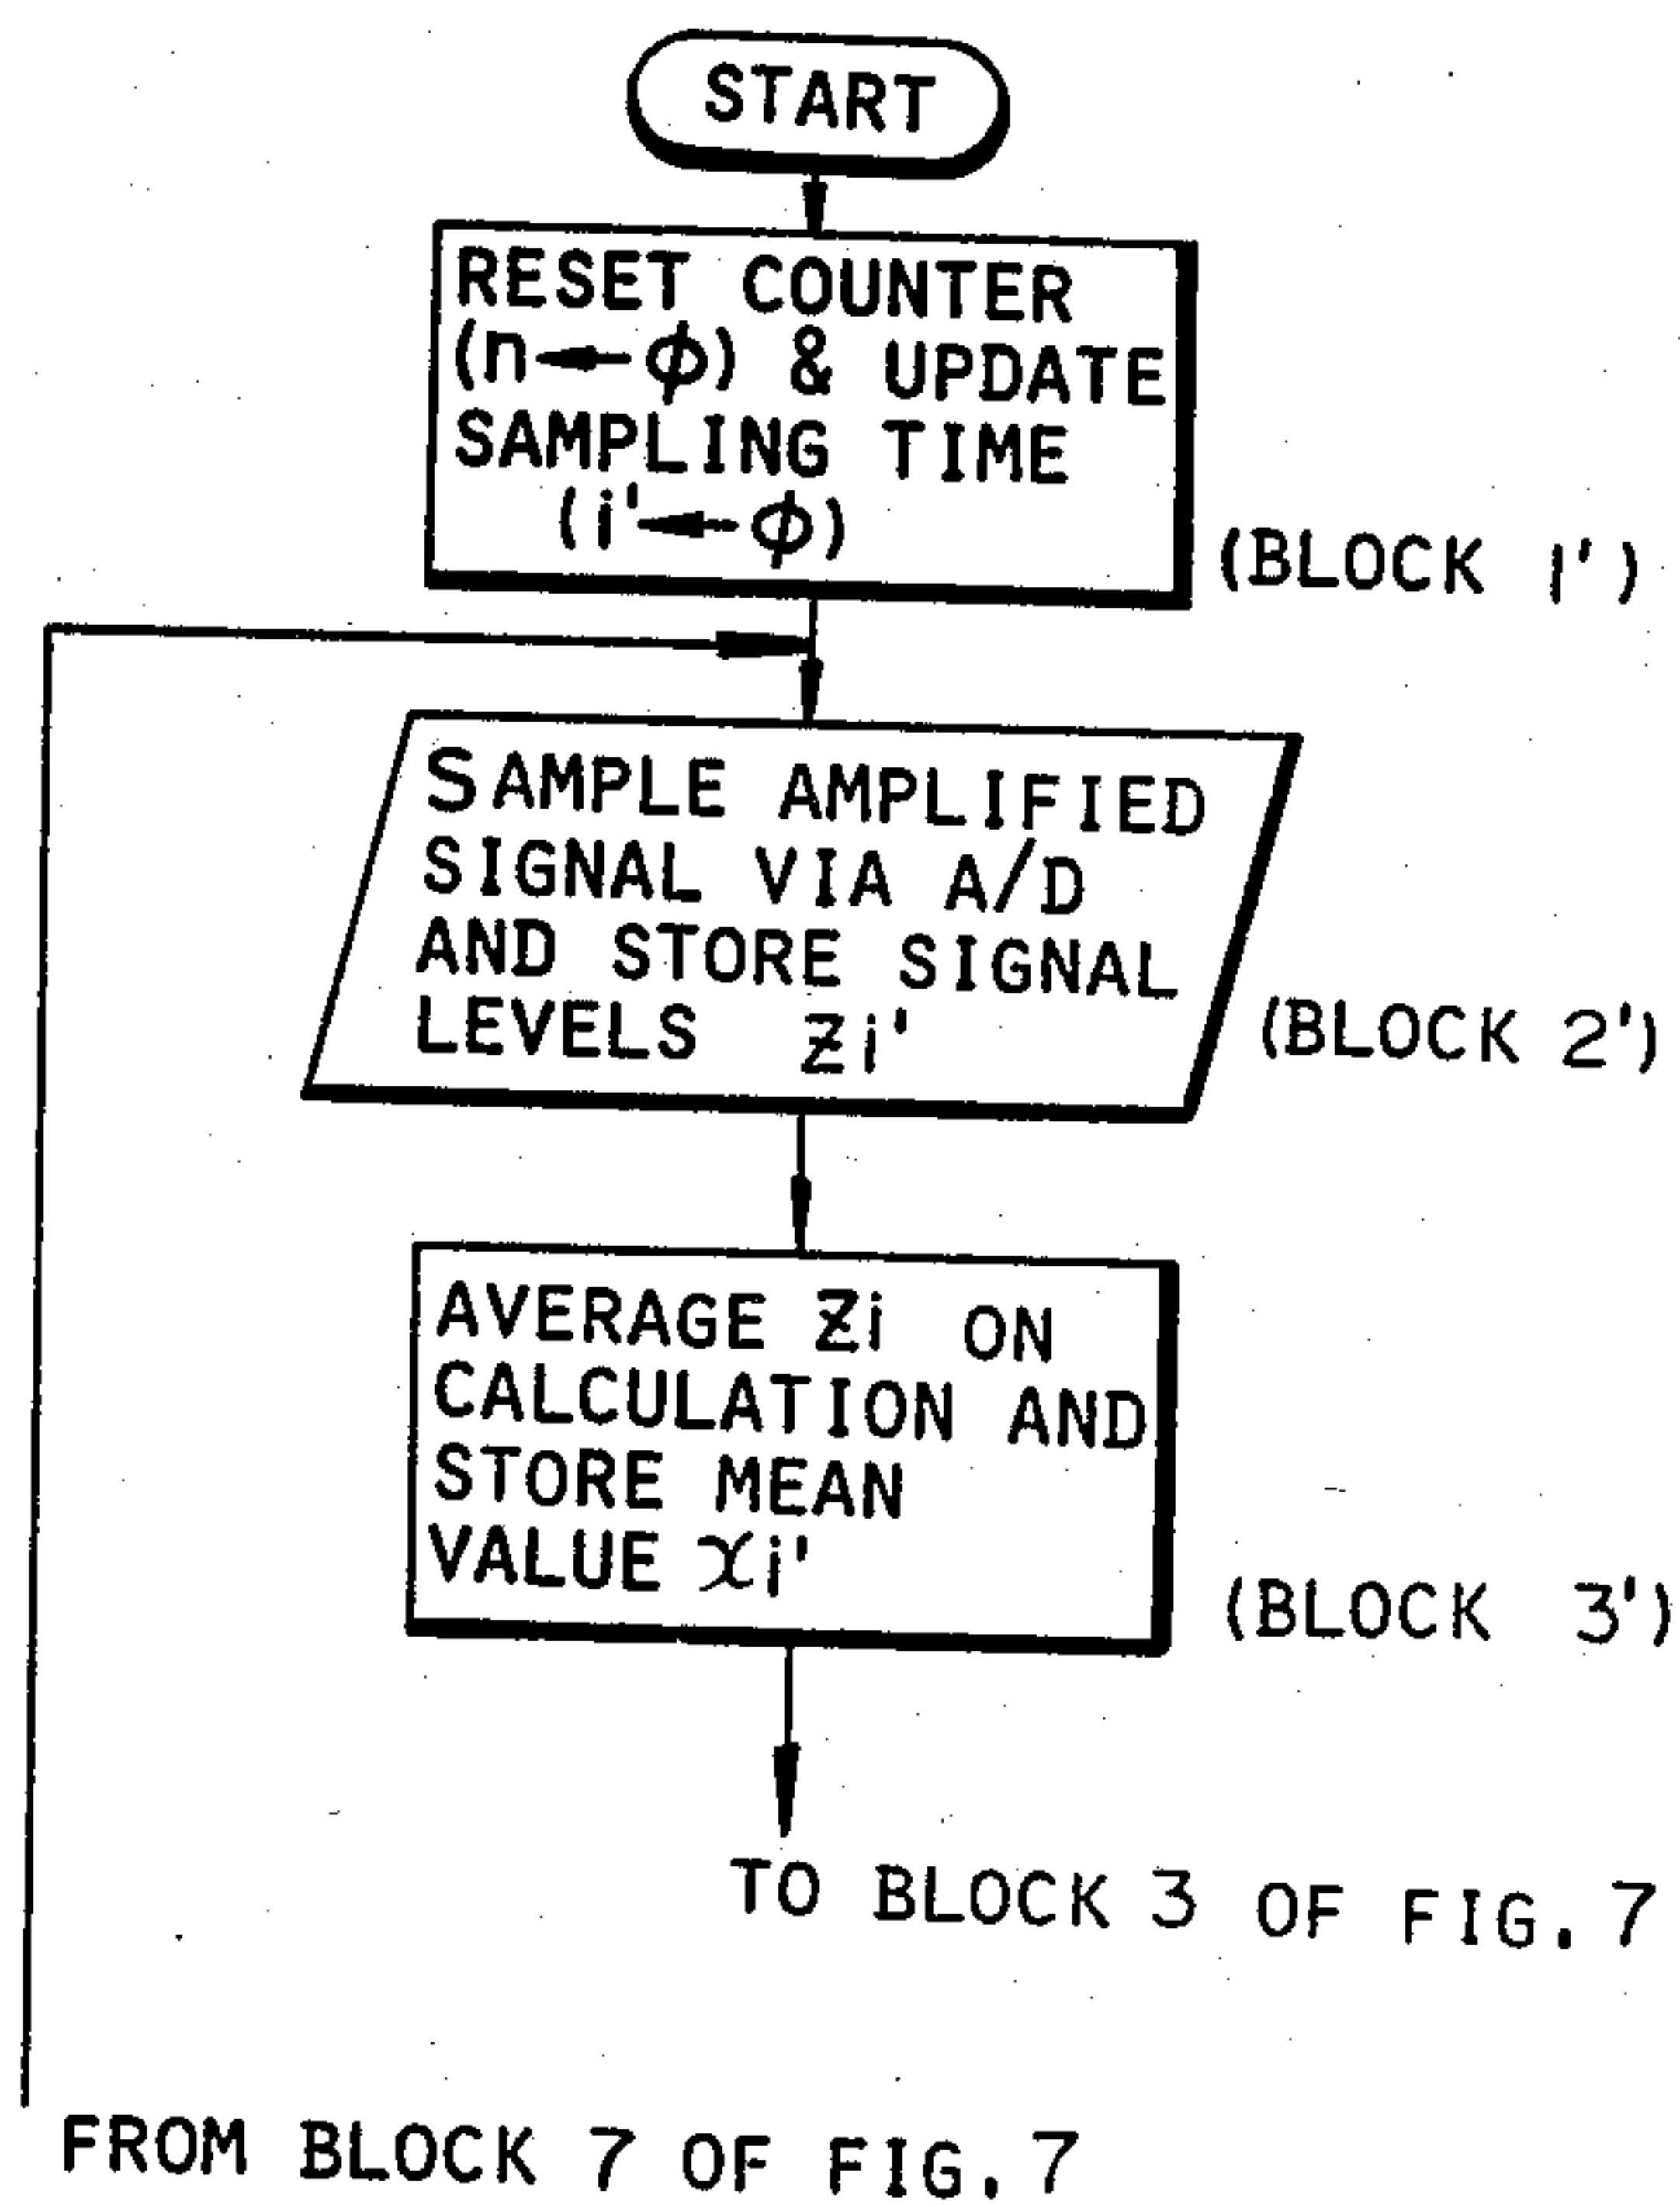 START
RESET COUNTER
(n←ϕ) & UPDATE
SAMPLING TIME
(i'←ϕ)
(BLOCK 1')
SAMPLE AMPLIFIED
SIGNAL VIA A/D
AND STORE SIGNAL
LEVELS Zi'
(BLOCK 2')
AVERAGE Zi ON
CALCULATION AND
STORE MEAN
VALUE xi'
(BLOCK 3')
TO BLOCK 3 OF FIG. 7
FROM BLOCK 7 OF FIG. 7